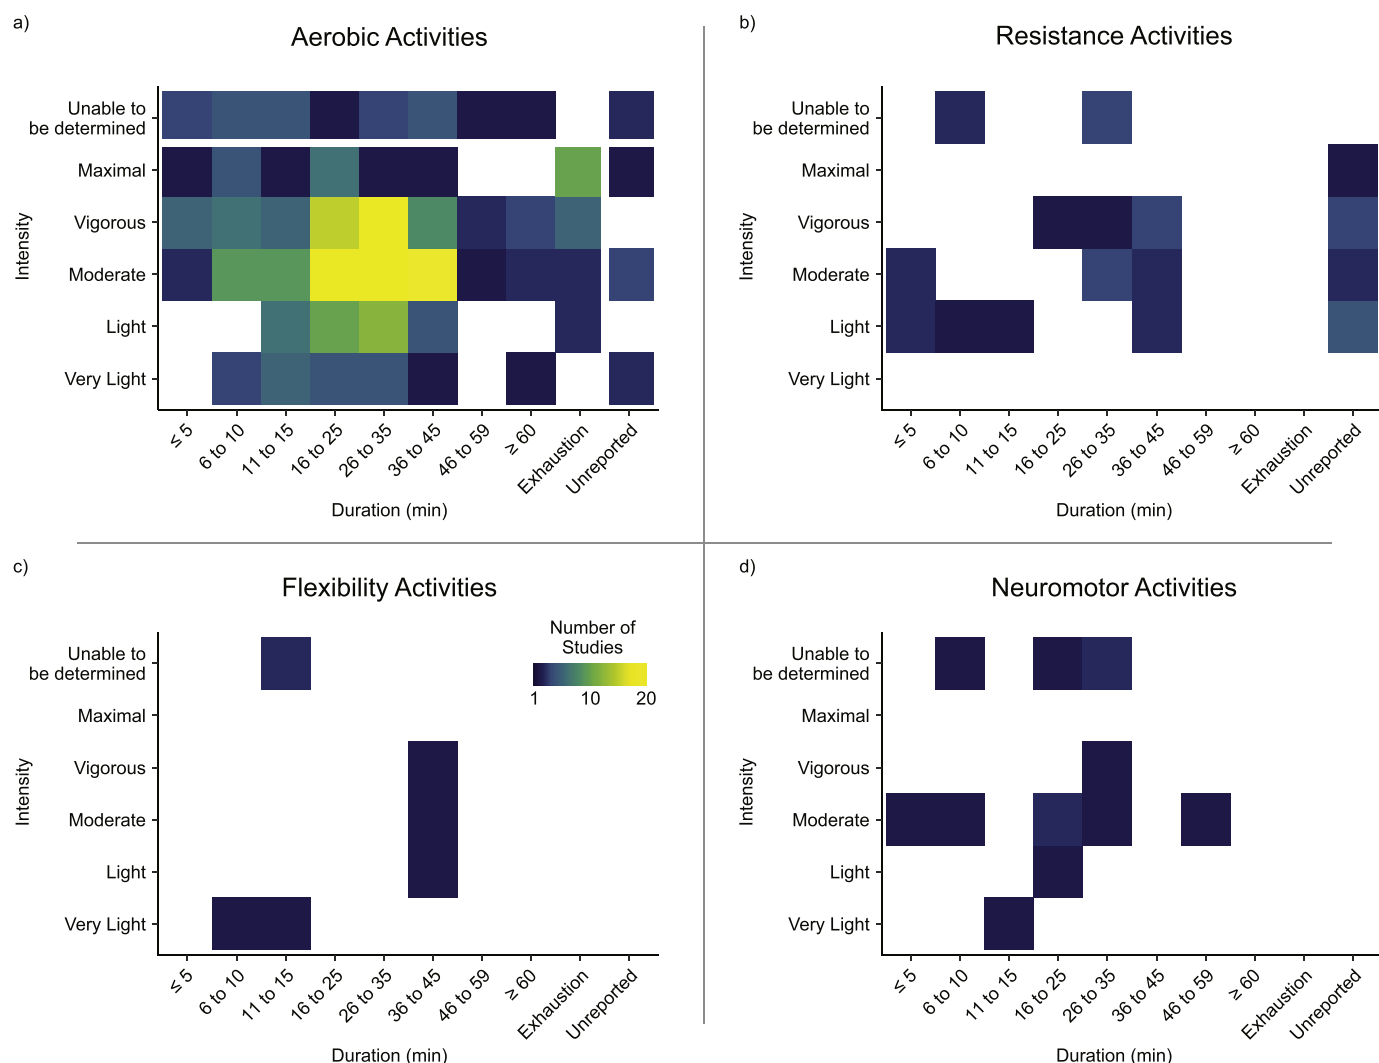 a)
Aerobic Activities
Unable to
be determined
Maximal
Vigorous
Moderate
Light
Very Light
Intensity
≤ 5
6 to 10
11 to 15
16 to 25
26 to 35
36 to 45
46 to 59
≥ 60
Exhaustion
Unreported
Duration (min)
b)
Resistance Activities
Unable to
be determined
Maximal
Vigorous
Moderate
Light
Very Light
Intensity
≤ 5
6 to 10
11 to 15
16 to 25
26 to 35
36 to 45
46 to 59
≥ 60
Exhaustion
Unreported
Duration (min)
c)
Flexibility Activities
Number of
Studies
1 10 20
Unable to
be determined
Maximal
Vigorous
Moderate
Light
Very Light
Intensity
≤ 5
6 to 10
11 to 15
16 to 25
26 to 35
36 to 45
46 to 59
≥ 60
Exhaustion
Unreported
Duration (min)
d)
Neuromotor Activities
Unable to
be determined
Maximal
Vigorous
Moderate
Light
Very Light
Intensity
≤ 5
6 to 10
11 to 15
16 to 25
26 to 35
36 to 45
46 to 59
≥ 60
Exhaustion
Unreported
Duration (min)